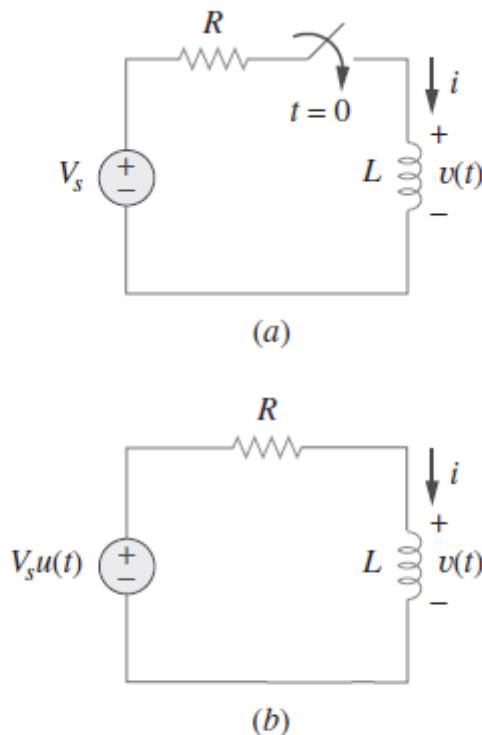 R
t = 0
i
+
V_s
+
−
L
v(t)
−
(a)
R
i
+
V_s u(t)
+
−
L
v(t)
−
(b)